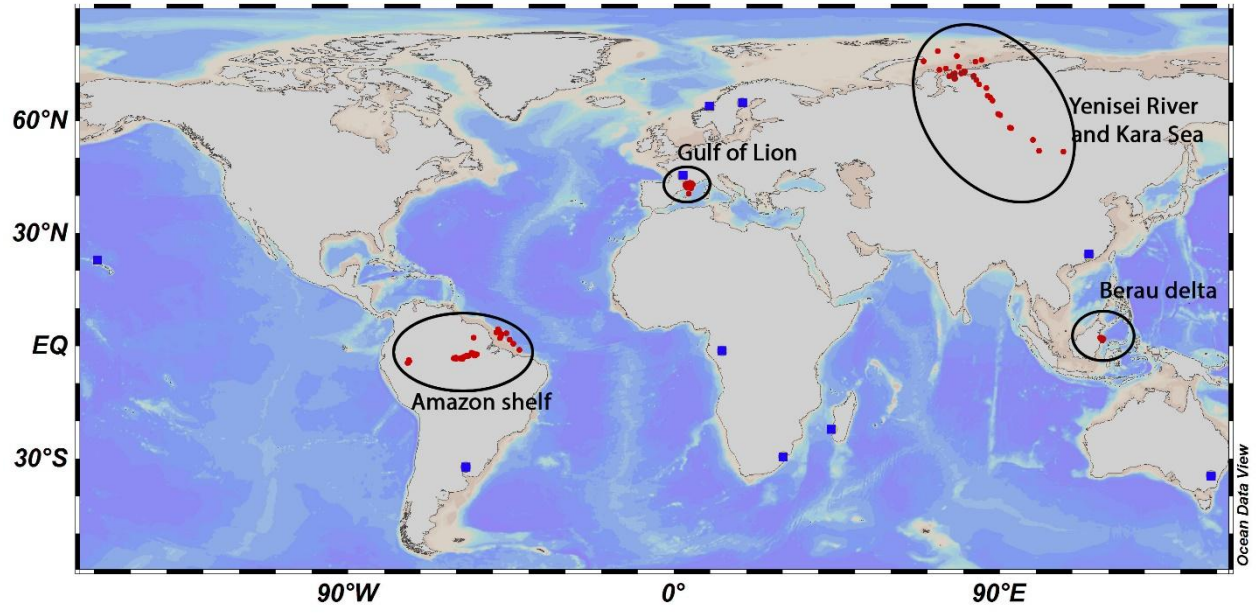 60°N
Yenisei River
and Kara Sea
Gulf of Lion
30°N
Berau delta
EQ
Amazon shelf
30°S
Ocean Data View
90°W
0°
90°E